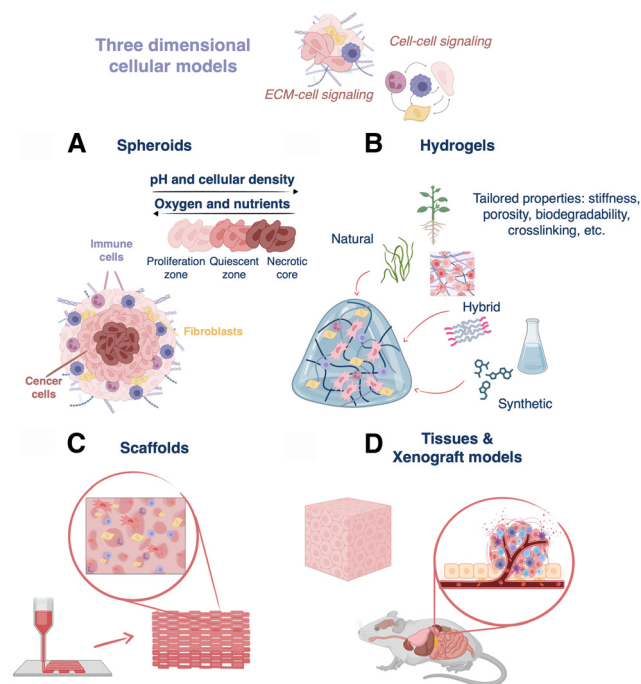 Three dimensional
cellular models
Cell-cell signaling
ECM-cell signaling
A Spheroids
pH and cellular density
Oxygen and nutrients
Proliferation
zone
Quiescent
zone
Necrotic
core
Immune
cells
Fibroblasts
Cencer
cells
B Hydrogels
Tailored properties: stiffness,
porosity, biodegradability,
crosslinking, etc.
Natural
Hybrid
Synthetic
C Scaffolds
D Tissues &
Xenograft models